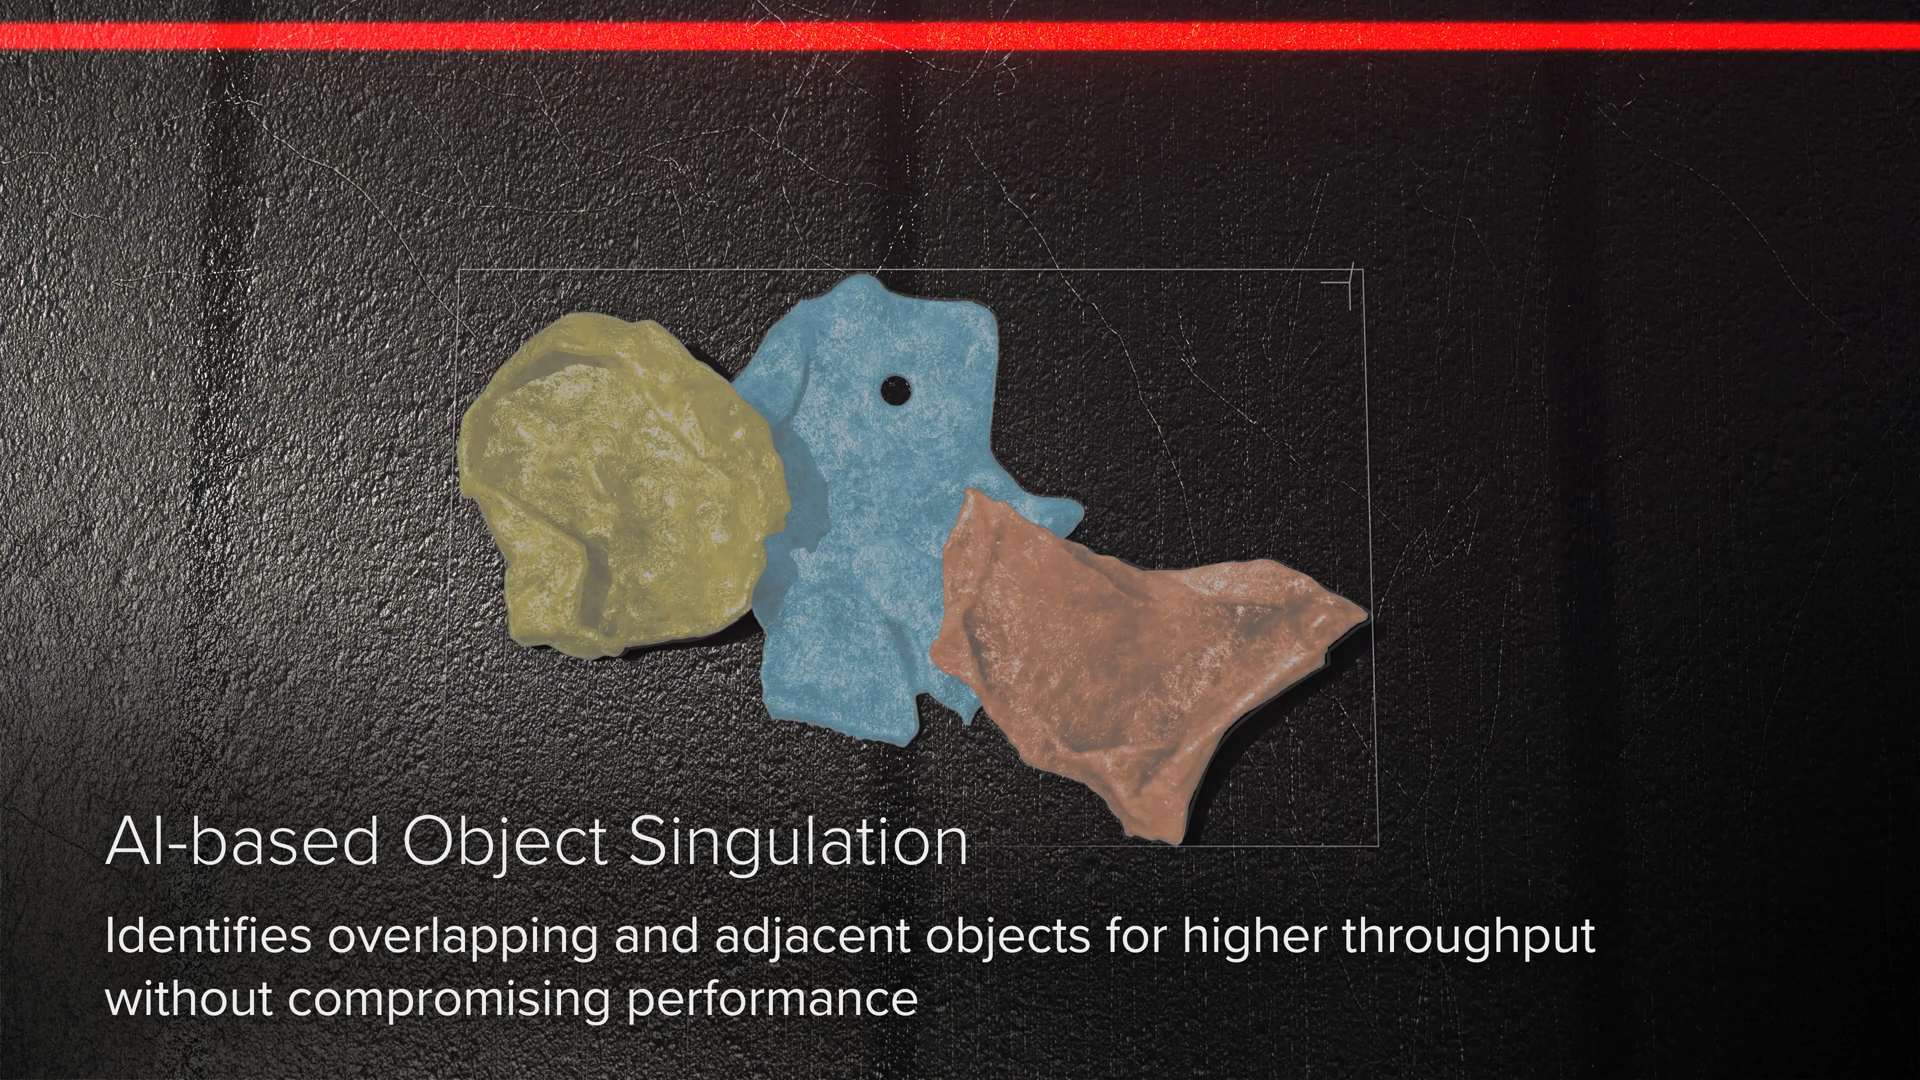 AI-based Object Singulation
Identifies overlapping and adjacent objects for higher throughput
without compromising performance